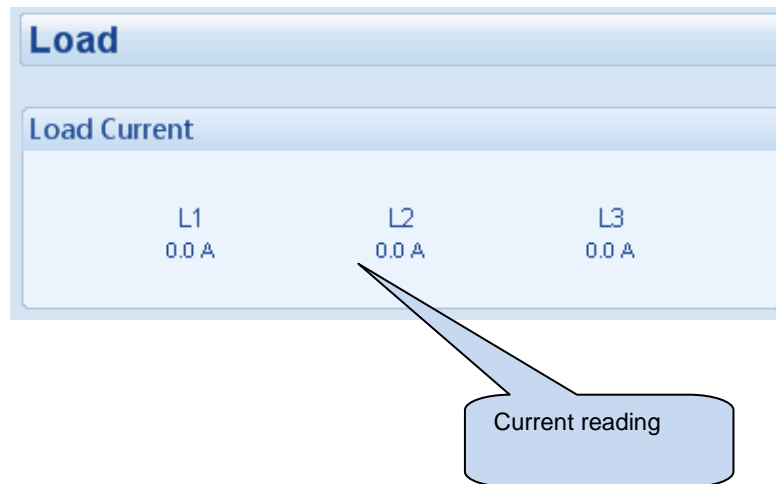 Load
Load Current
L1 L2 L3
0.0 A 0.0 A 0.0 A
Current reading